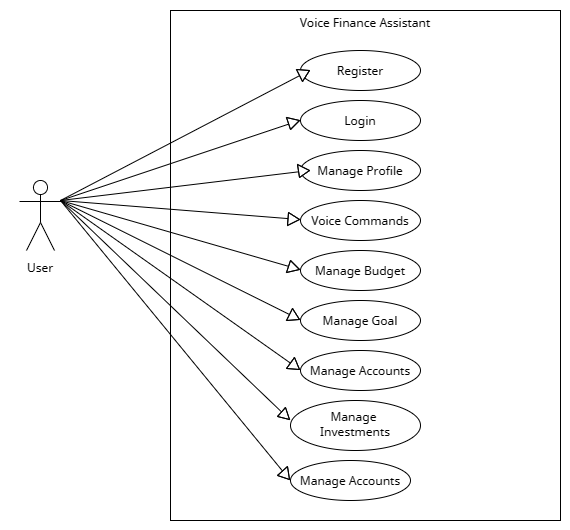 Voice Finance Assistant
Register
Login
Manage Profile
Voice Commands
Manage Budget
User
Manage Goal
Manage Accounts
Manage
Investments
Manage Accounts